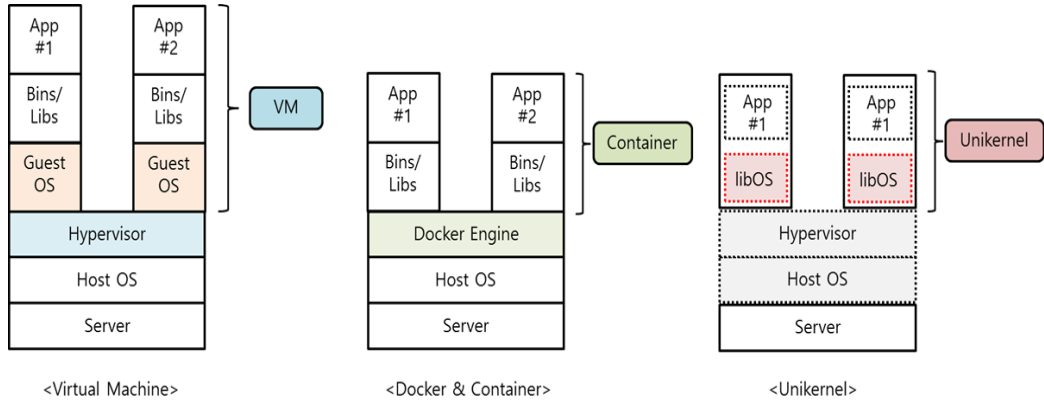 App
#1
App
#2
Bins/
Libs
Bins/
Libs
Guest
OS
Guest
OS
VM
Hypervisor
Host OS
Server
<Virtual Machine>
App
#1
App
#2
Bins/
Libs
Bins/
Libs
Container
Docker Engine
Host OS
Server
<Docker & Container>
App
#1
App
#1
libOS
libOS
Unikernel
Hypervisor
Host OS
Server
<Unikernel>